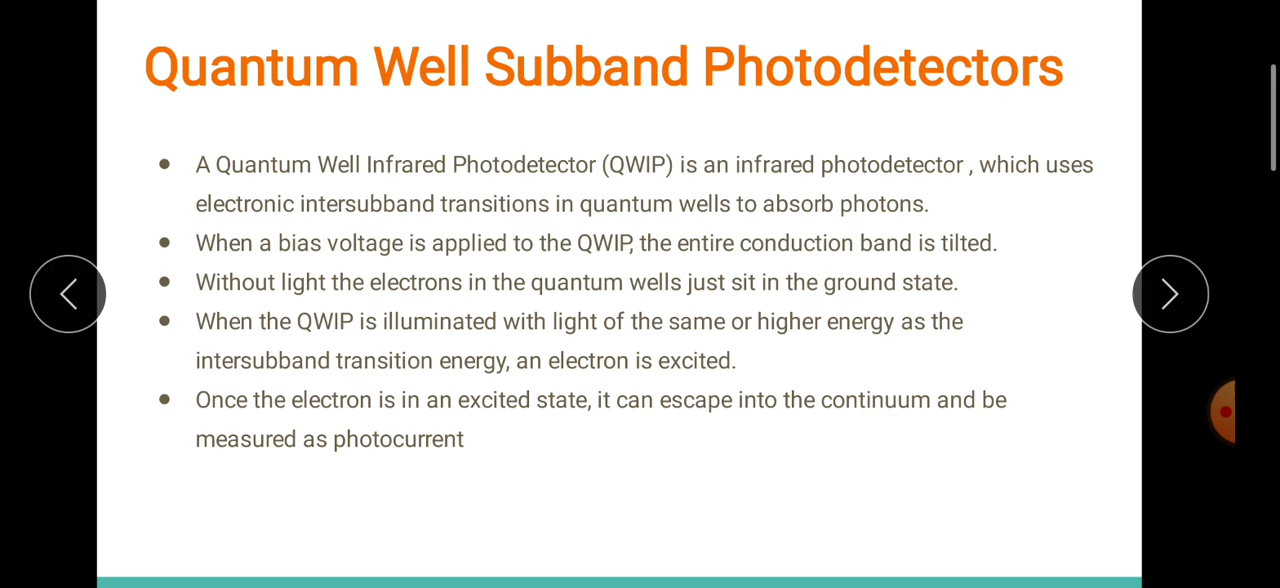 Quantum Well Subband Photodetectors
A Quantum Well Infrared Photodetector (QWIP) is an infrared photodetector , which uses
electronic intersubband transitions in quantum wells to absorb photons.
When a bias voltage is applied to the QWIP, the entire conduction band is tilted.
Without light the electrons in the quantum wells just sit in the ground state.
When the QWIP is illuminated with light of the same or higher energy as the
intersubband transition energy, an electron is excited.
Once the electron is in an excited state, it can escape into the continuum and be
measured as photocurrent